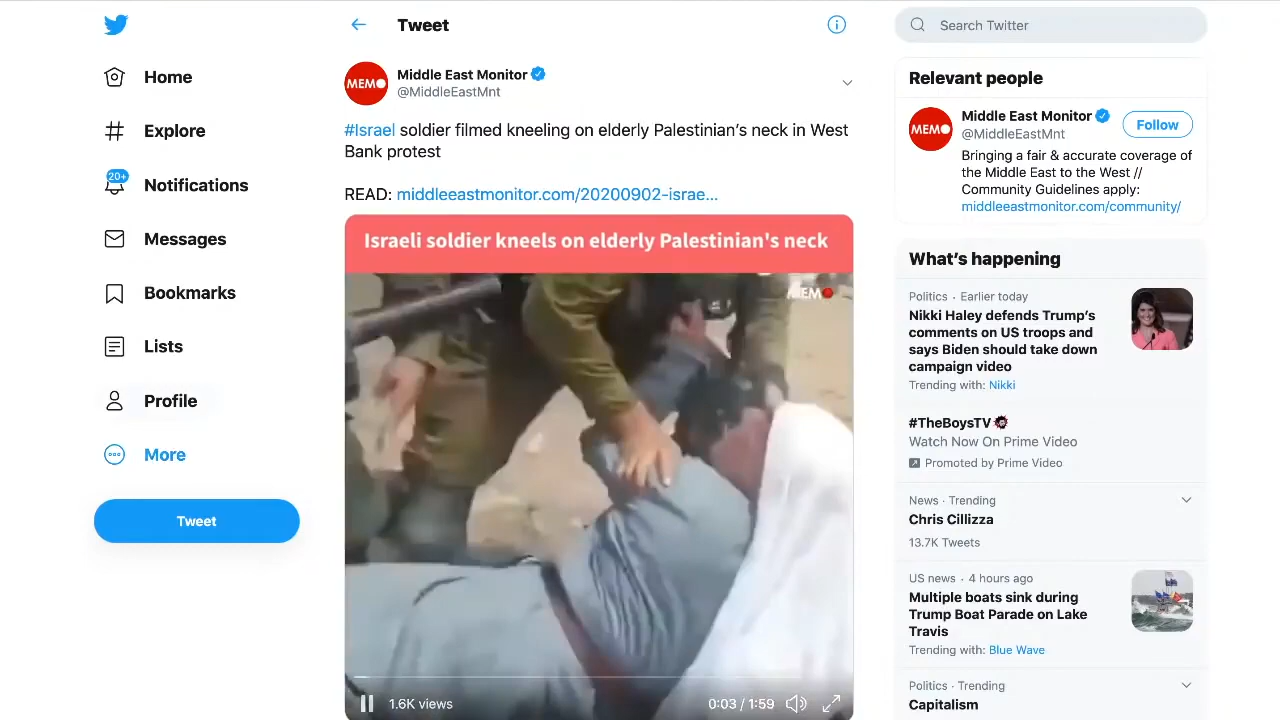 Tweet
Search Twitter
Home
Explore
20+
Notifications
Messages
Bookmarks
Lists
Profile
More
Tweet
MEMO
Middle East Monitor
@MiddleEastMnt
#Israel soldier filmed kneeling on elderly Palestinian's neck in West
Bank protest
READ: middleeastmonitor.com/20200902-israe...
Israeli soldier kneels on elderly Palestinian's neck
MEMO
1.6K views
0:03 / 1:59
Relevant people
MEMO
Middle East Monitor
@MiddleEastMnt
Follow
Bringing a fair & accurate coverage of
the Middle East to the West //
Community Guidelines apply:
middleeastmonitor.com/community/
What's happening
Politics · Earlier today
Nikki Haley defends Trump's
comments on US troops and
says Biden should take down
campaign video
Trending with: Nikki
#TheBoysTV
Watch Now On Prime Video
Promoted by Prime Video
News · Trending
Chris Cillizza
13.7K Tweets
US news · 4 hours ago
Multiple boats sink during
Trump Boat Parade on Lake
Travis
Trending with: Blue Wave
Politics · Trending
Capitalism